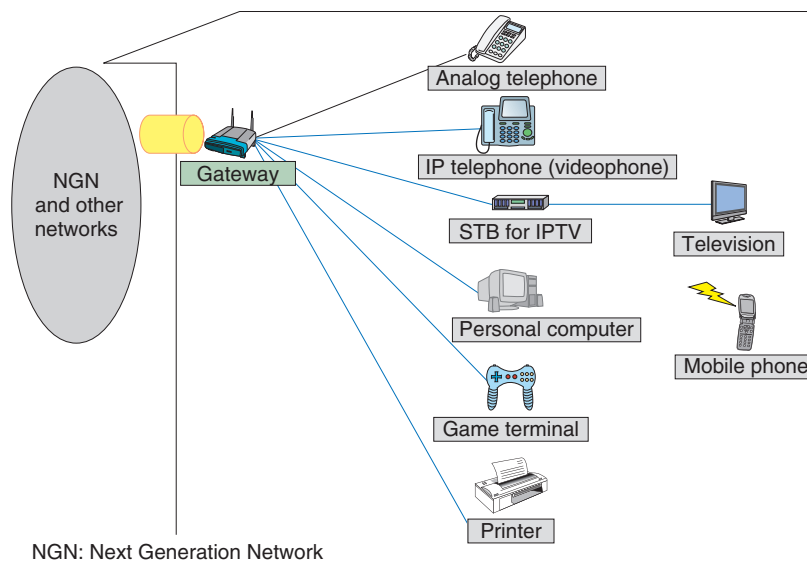 Analog telephone
IP telephone (videophone)
NGN
and other
networks
Gateway
STB for IPTV
Television
Personal computer
Mobile phone
Game terminal
Printer
NGN: Next Generation Network